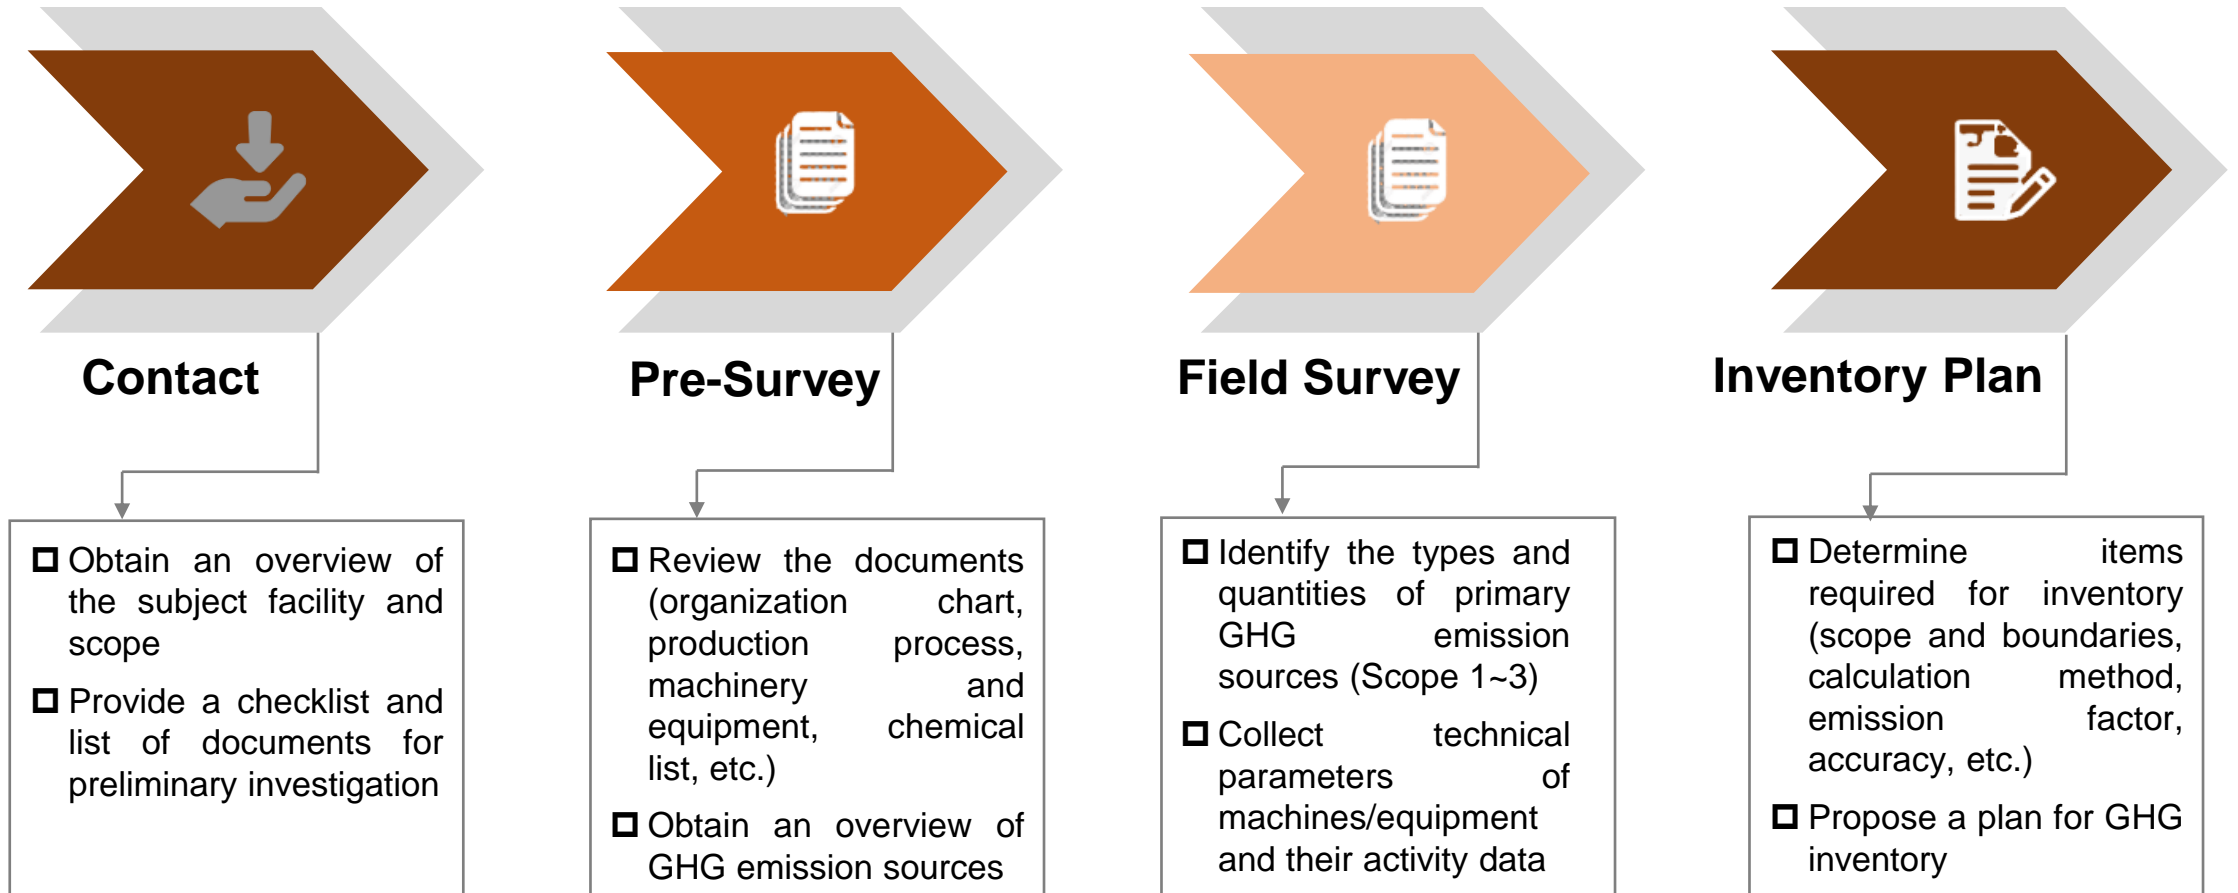 Contact
Obtain an overview of
the subject facility and
scope
Provide a checklist and
list of documents for
preliminary investigation
Pre-Survey
Review the documents
(organization chart,
production process,
machinery and
equipment, chemical
list, etc.)
Obtain an overview of
GHG emission sources
Field Survey
Identify the types and
quantities of primary
GHG emission
sources (Scope 1~3)
Collect technical
parameters of
machines/equipment
and their activity data
Inventory Plan
Determine items
required for inventory
(scope and boundaries,
calculation method,
emission factor,
accuracy, etc.)
Propose a plan for GHG
inventory